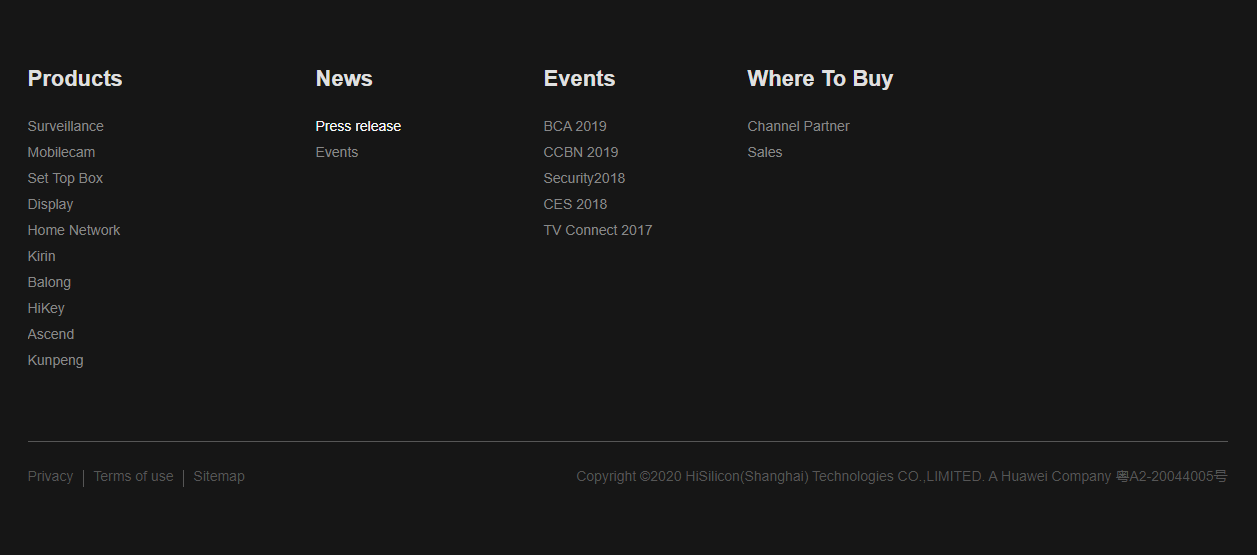 Products
Surveillance
Mobilecam
Set Top Box
Display
Home Network
Kirin
Balong
HiKey
Ascend
Kunpeng
News
Press release
Events
Events
BCA 2019
CCBN 2019
Security2018
CES 2018
TV Connect 2017
Where To Buy
Channel Partner
Sales
Privacy | Terms of use | Sitemap
Copyright ©2020 HiSilicon(Shanghai) Technologies CO.,LIMITED. A Huawei Company 粤A2-20044005号